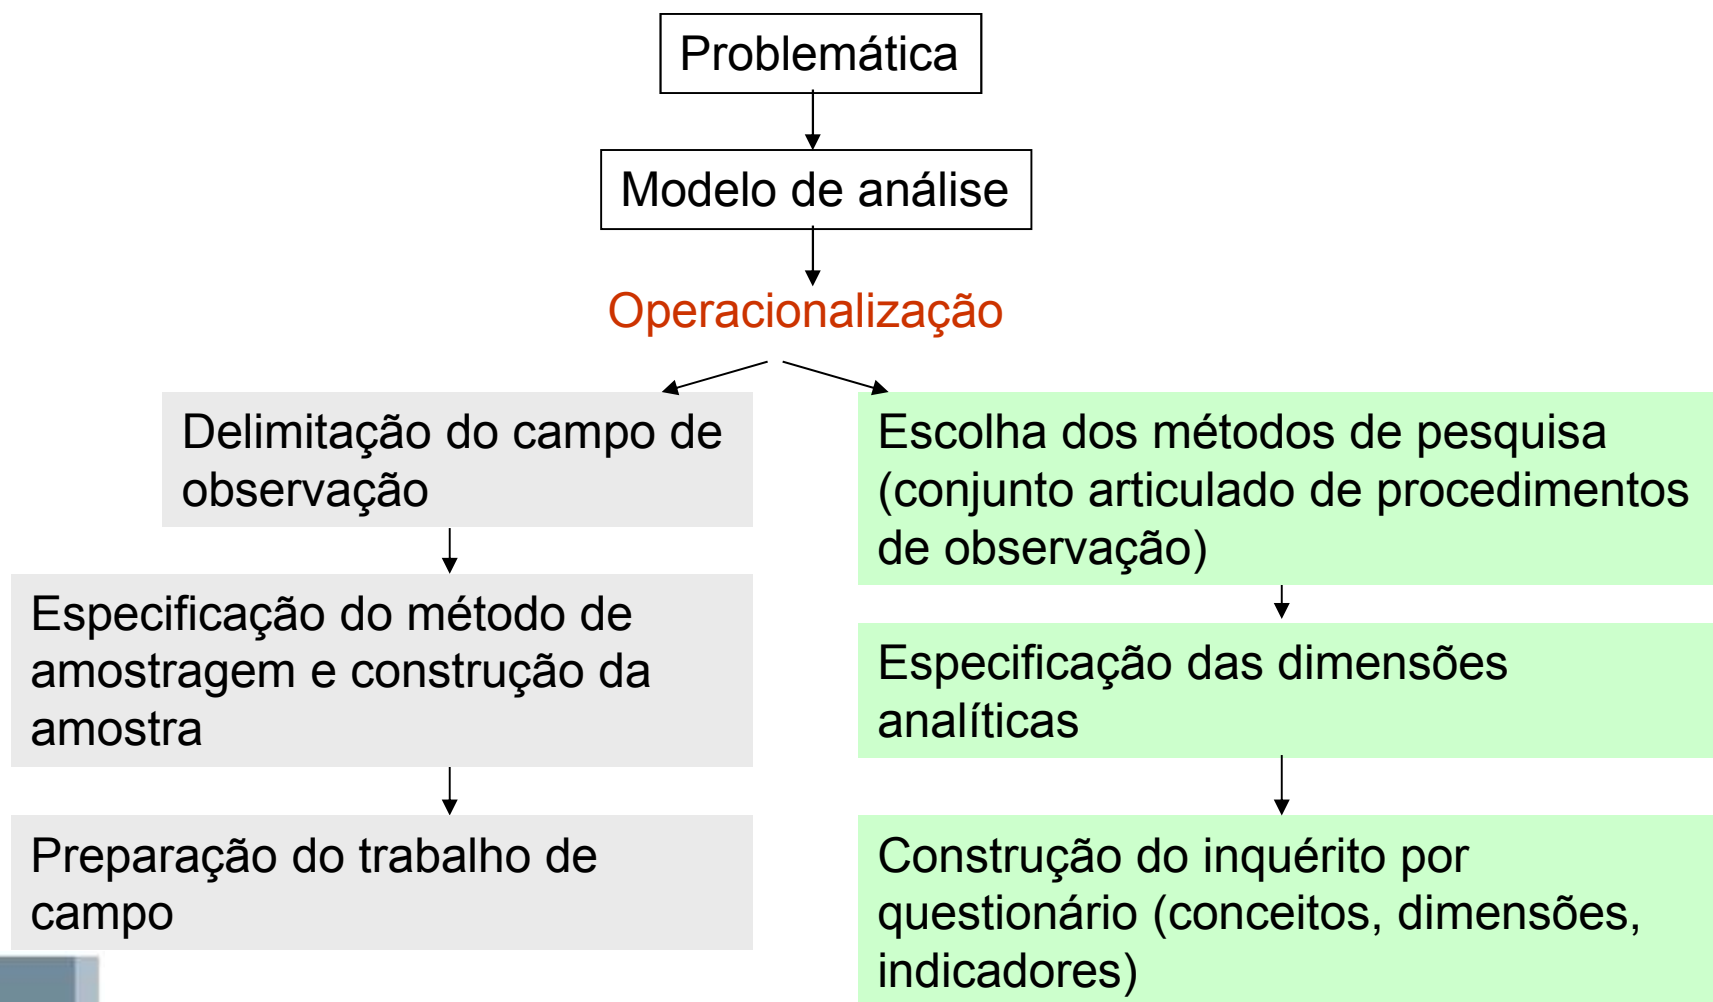 Problemática
Modelo de análise
Operacionalização
Delimitação do campo de
observação
Especificação do método de
amostragem e construção da
amostra
Preparação do trabalho de
campo
Escolha dos métodos de pesquisa
(conjunto articulado de procedimentos
de observação)
Especificação das dimensões
analíticas
Construção do inquérito por
questionário (conceitos, dimensões,
indicadores)